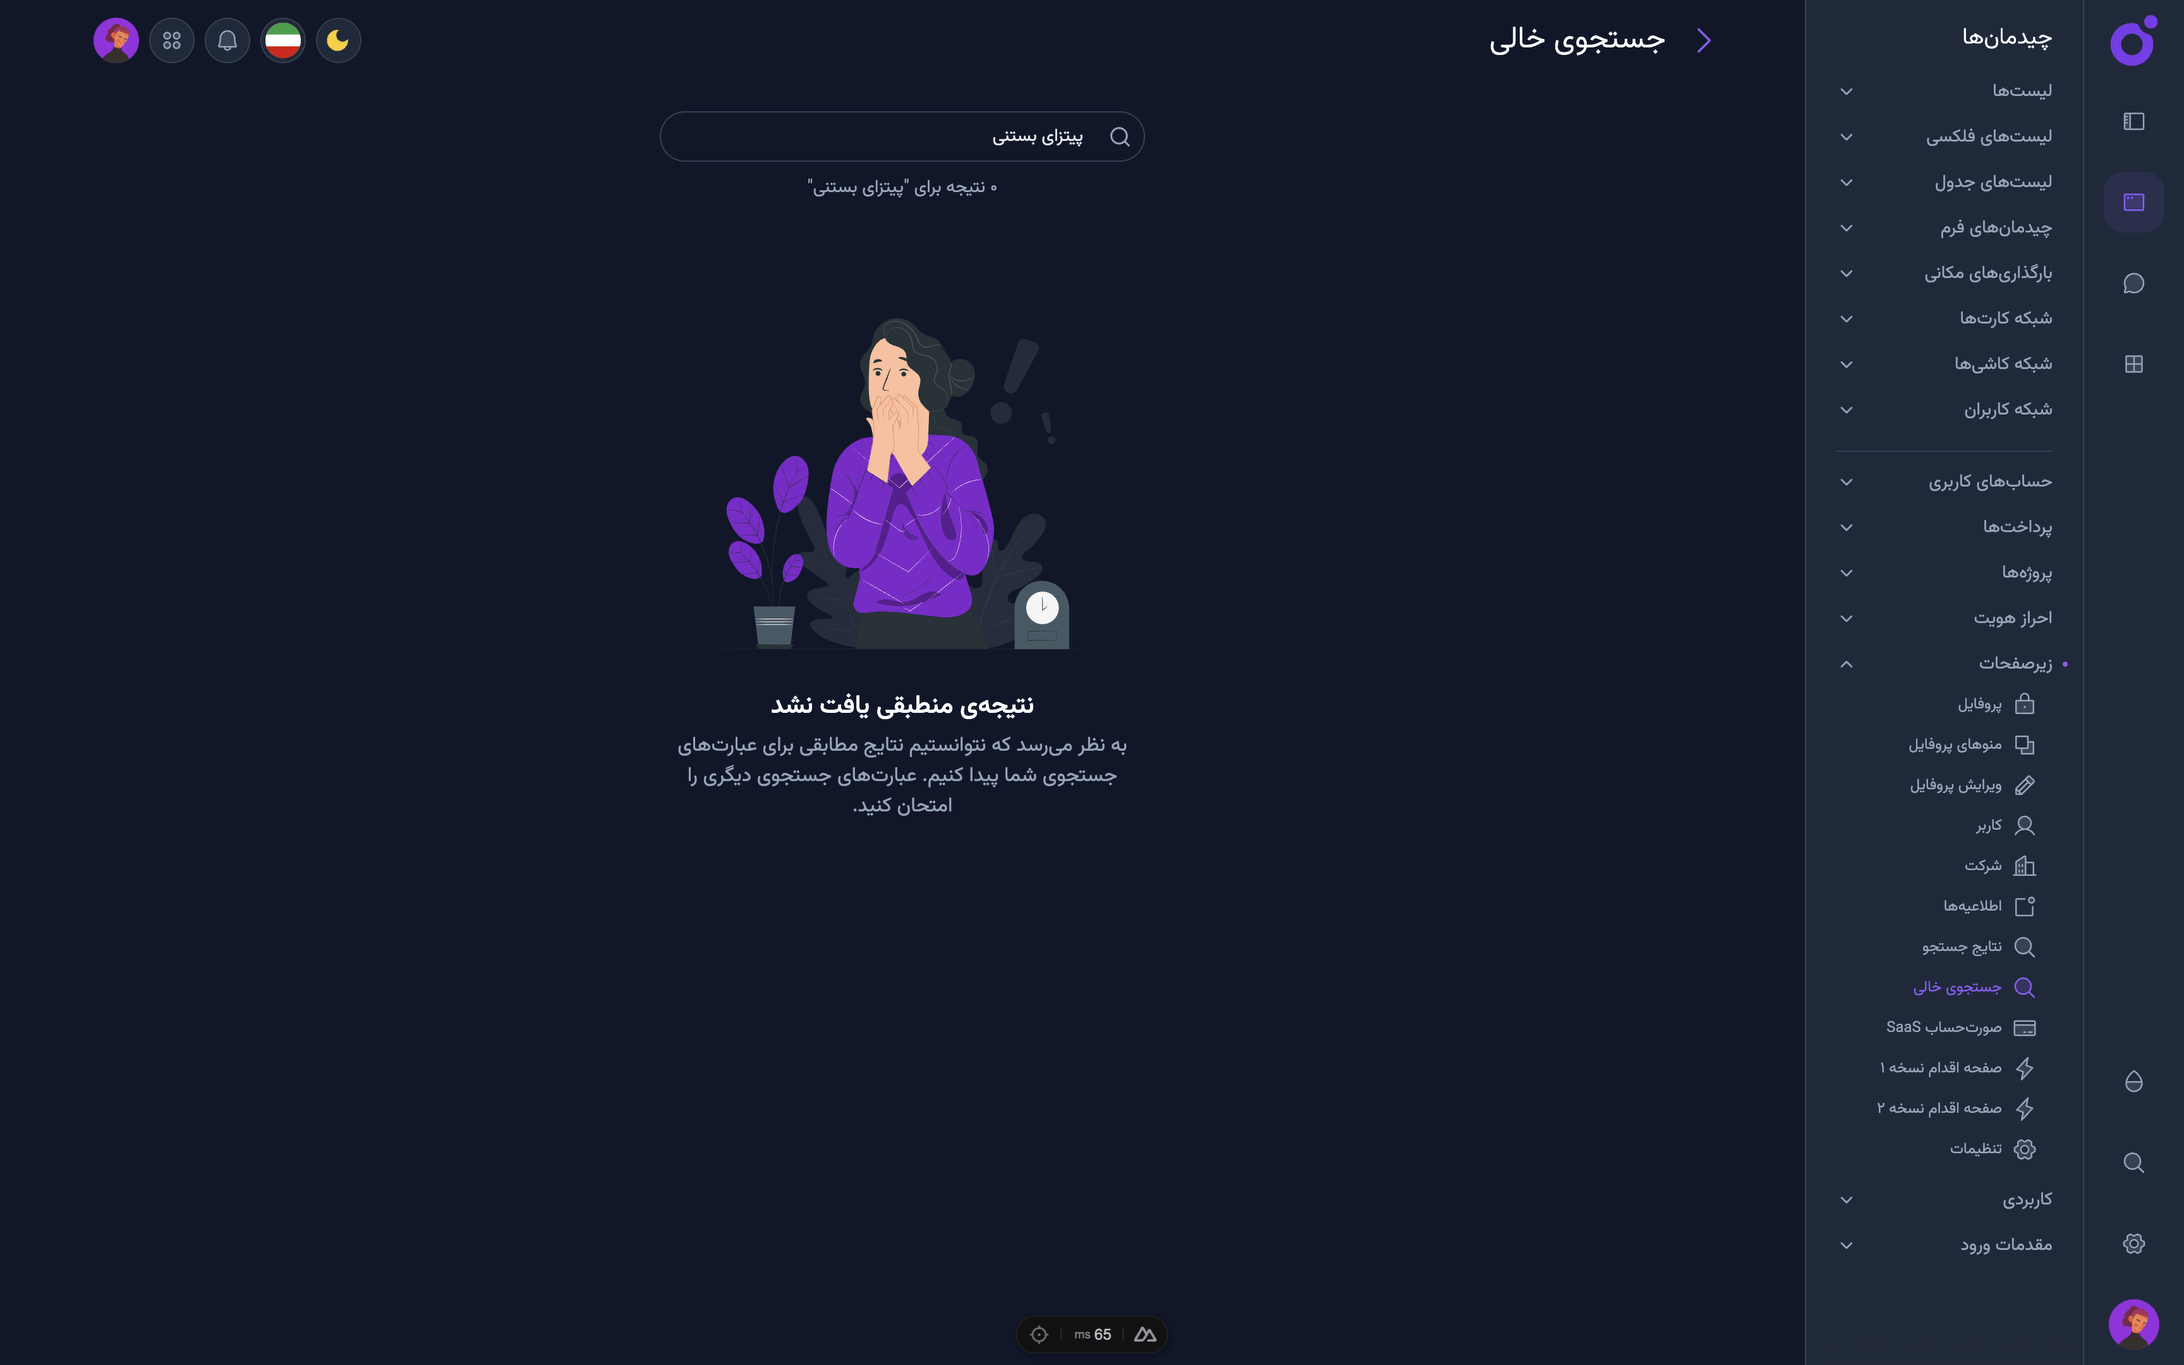 چیدمان‌ها
لیست‌ها
لیست‌های فلکسی
لیست‌های جدول
چیدمان‌های فرم
بارگذاری‌های مکانی
شبکه کارت‌ها
شبکه کاشی‌ها
شبکه کاربران
حساب‌های کاربری
پرداخت‌ها
پروژه‌ها
احراز هویت
زیرصفحات
پروفایل
منوهای پروفایل
ویرایش پروفایل
کاربر
شرکت
اطلاعیه‌ها
نتایج جستجو
جستجوی خالی
صورت‌حساب SaaS
صفحه اقدام نسخه ۱
صفحه اقدام نسخه ۲
تنظیمات
کاربردی
مقدمات ورود
جستجوی خالی
پیتزای بستنی
۰ نتیجه برای "پیتزای بستنی"
نتیجه‌ی منطبقی یافت نشد
به نظر می‌رسد که نتوانستیم نتایج مطابقی برای عبارت‌های
جستجوی شما پیدا کنیم. عبارت‌های جستجوی دیگری را
امتحان کنید.
65 ms